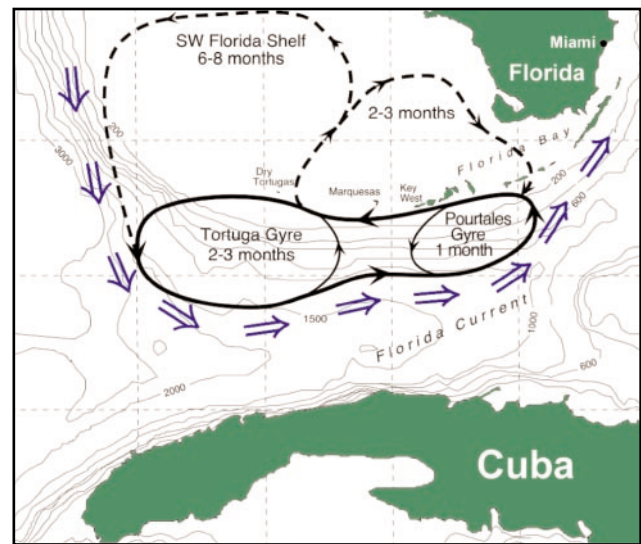 SW Florida Shelf
6-8 months
Miami
Florida
2-3 months
200
3000
Florida Bay
Dry
Tortugas
Marquesas
Key
West
200
600
Pourtales
Gyre
1 month
Tortuga Gyre
2-3 months
1500
Florida Current
1000
2000
600
Cuba